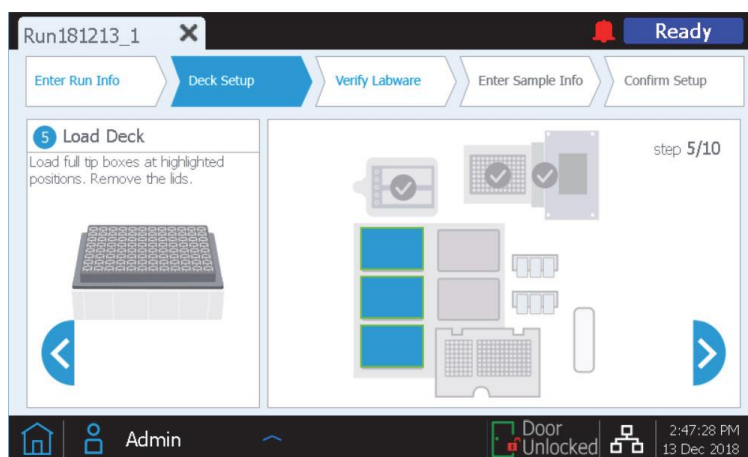 Run181213_1
Ready
Enter Run Info
Deck Setup
Verify Labware
Enter Sample Info
Confirm Setup
5 Load Deck
Load full tip boxes at highlighted
positions. Remove the lids.
step 5/10
Admin
Door
Unlocked
2:47:28 PM
13 Dec 2018